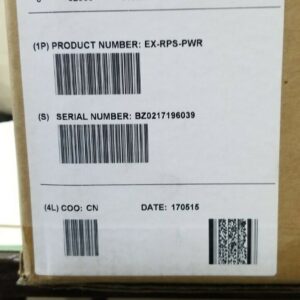 (1P) PRODUCT NUMBER: EX-RPS-PWR
(S) SERIAL NUMBER: BZ0217196039
(4L) COO: CN DATE: 170515